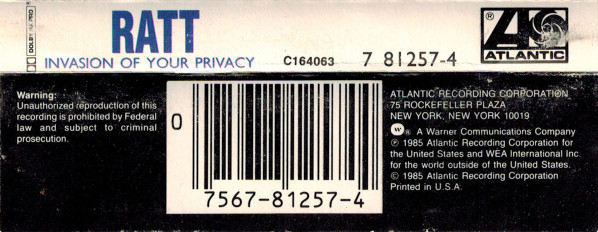 DOLBY HX PRO
RATT
INVASION OF YOUR PRIVACY
C164063
7 81257-4
®
ATLANTIC
Warning:
Unauthorized reproduction of this
recording is prohibited by Federal
law and subject to criminal
prosecution.
0
7567-81257-4
ATLANTIC RECORDING CORPORATION
75 ROCKEFELLER PLAZA
NEW YORK, NEW YORK 10019
W ® A Warner Communications Company
℗ 1985 Atlantic Recording Corporation for
the United States and WEA International Inc.
for the world outside of the United States.
© 1985 Atlantic Recording Corporation
Printed in U.S.A.